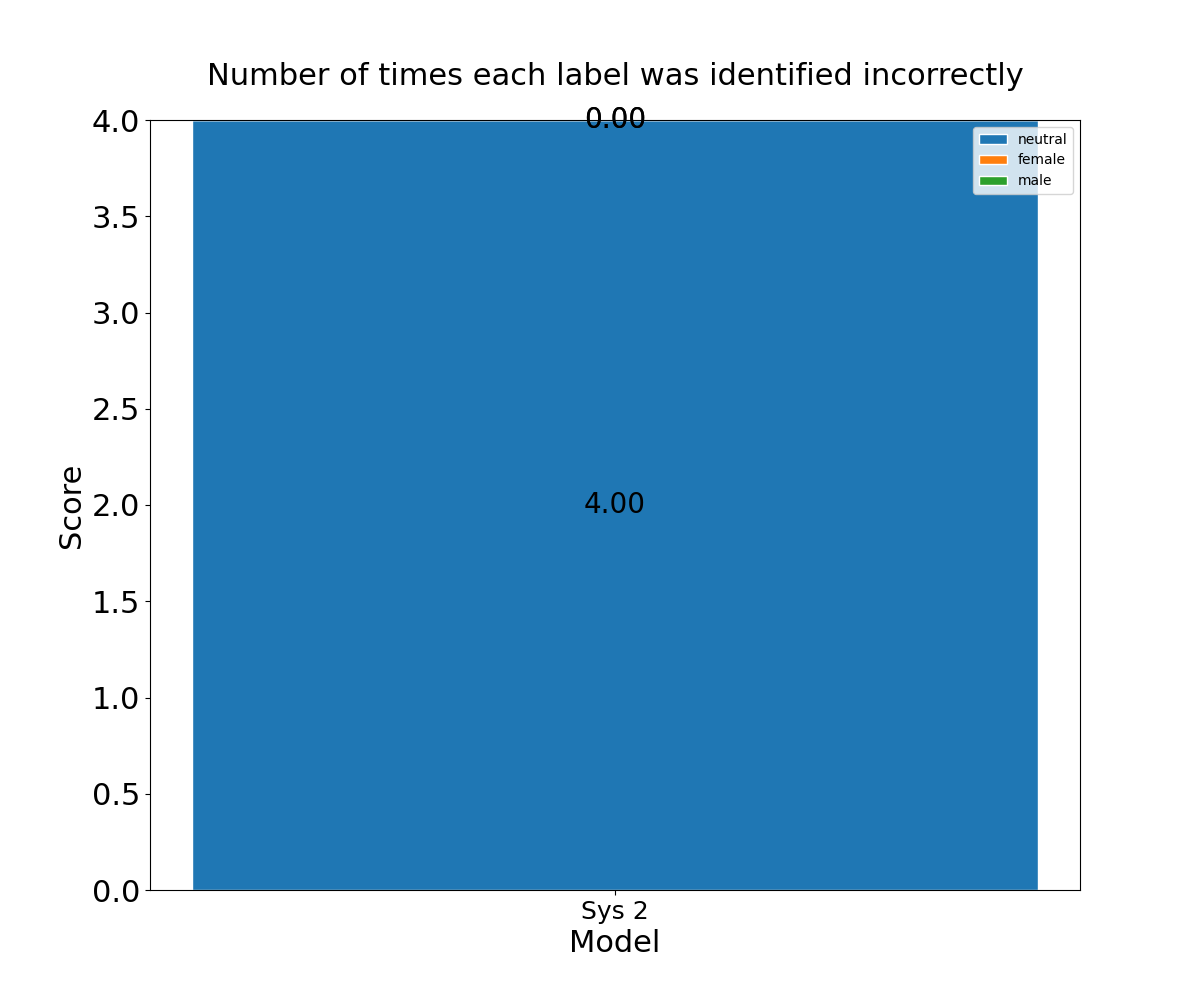 Number of times each label was identified incorrectly
0.00
4.0
neutral
female
male
3.5
3.0
2.5
4.00
2.0
Score
1.5
1.0
0.5
0.0
Sys 2
Model